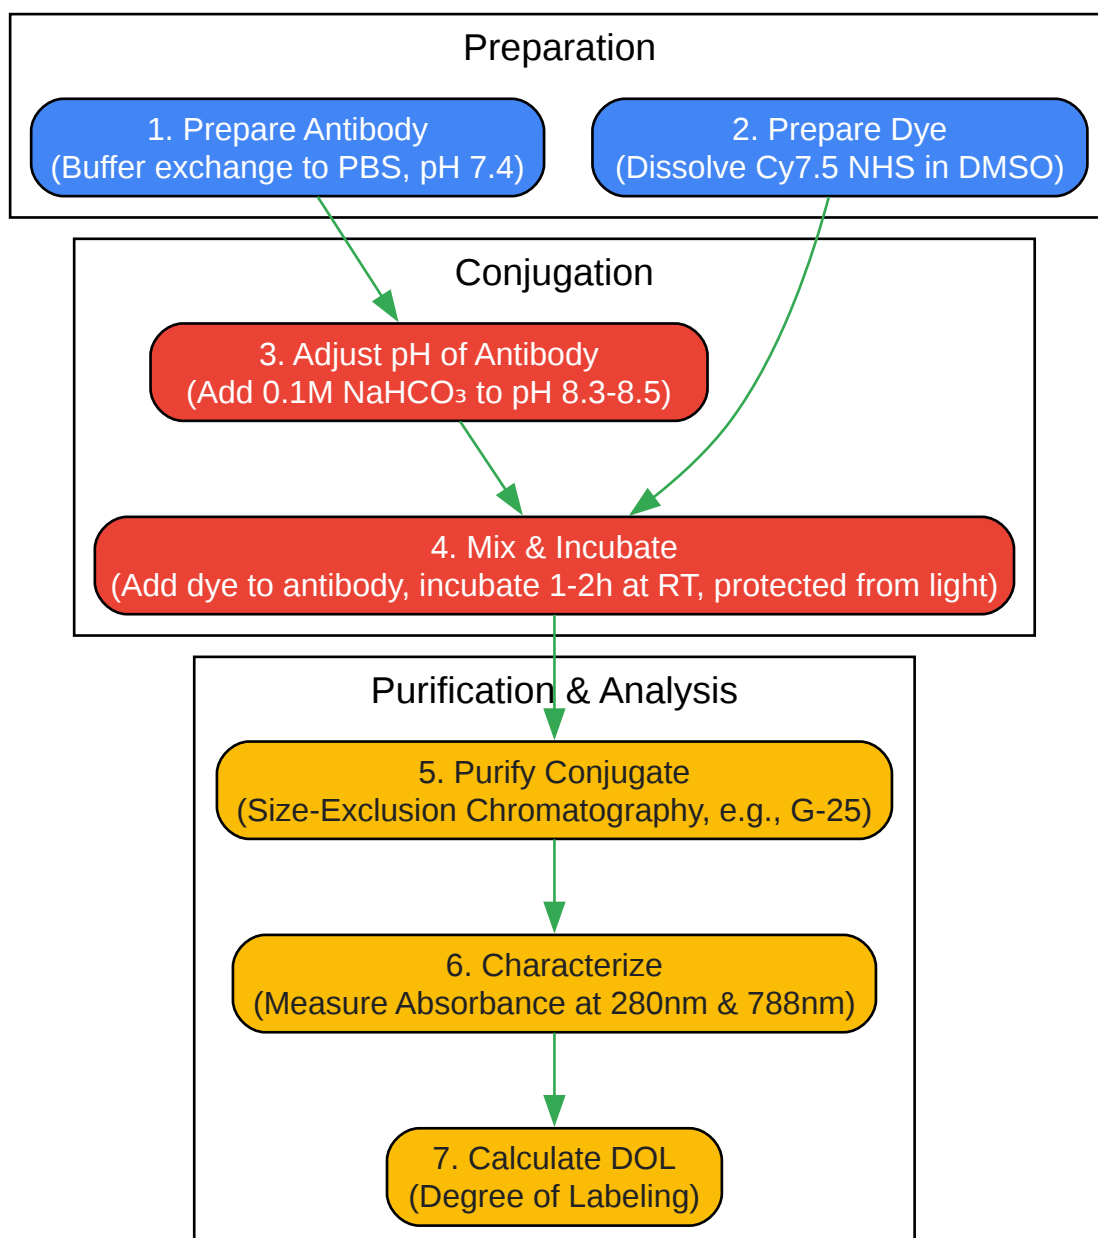 Preparation
1. Prepare Antibody
(Buffer exchange to PBS, pH 7.4)
2. Prepare Dye
(Dissolve Cy7.5 NHS in DMSO)
Conjugation
3. Adjust pH of Antibody
(Add 0.1M NaHCO₃ to pH 8.3-8.5)
4. Mix & Incubate
(Add dye to antibody, incubate 1-2h at RT, protected from light)
Purification & Analysis
5. Purify Conjugate
(Size-Exclusion Chromatography, e.g., G-25)
6. Characterize
(Measure Absorbance at 280nm & 788nm)
7. Calculate DOL
(Degree of Labeling)